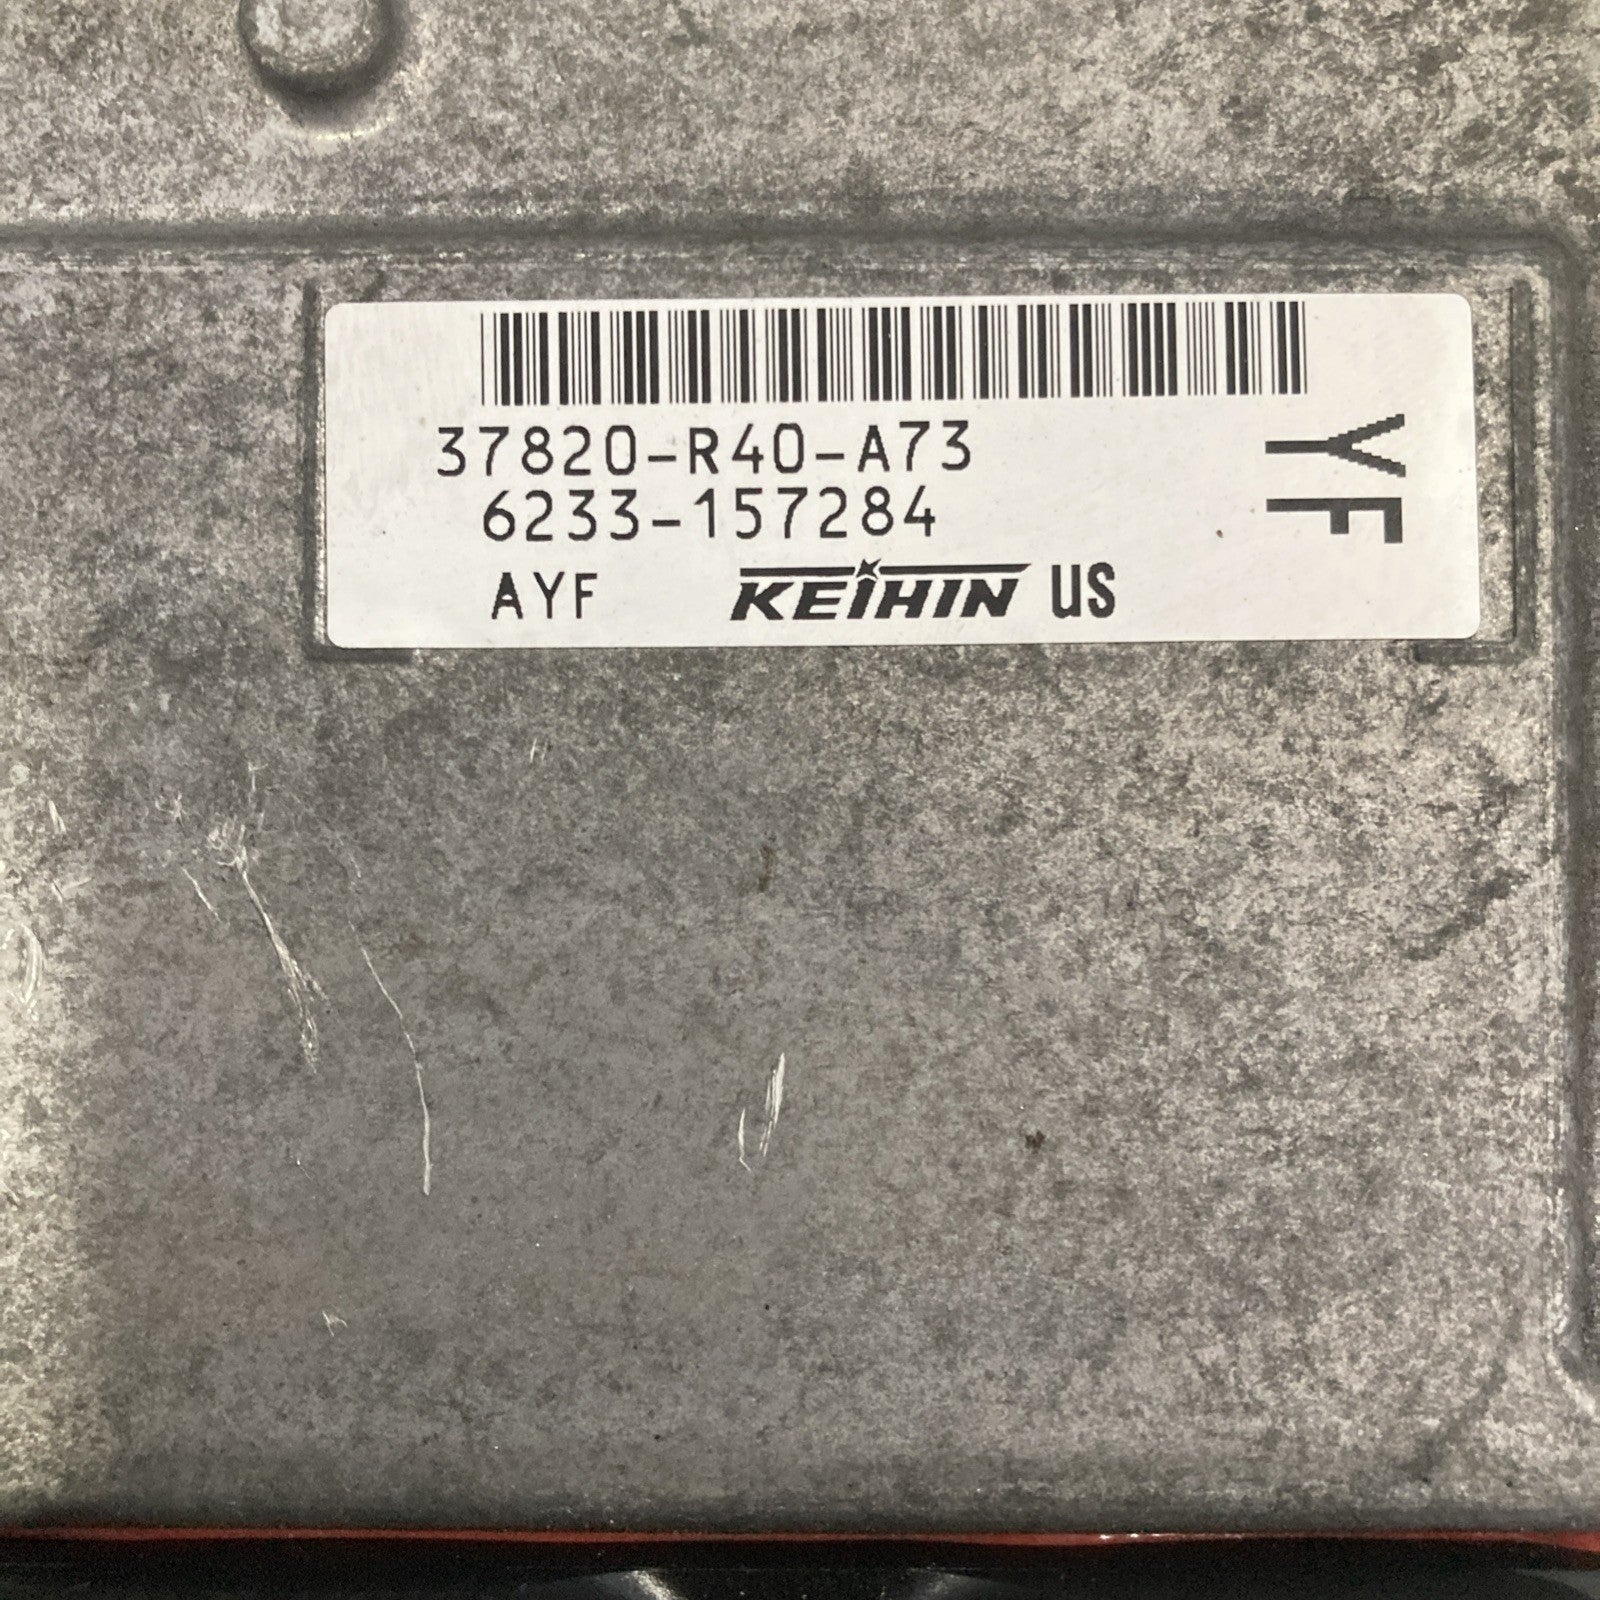 37820-R40-A73
6233-157284
AYF KEIHIN US
YF